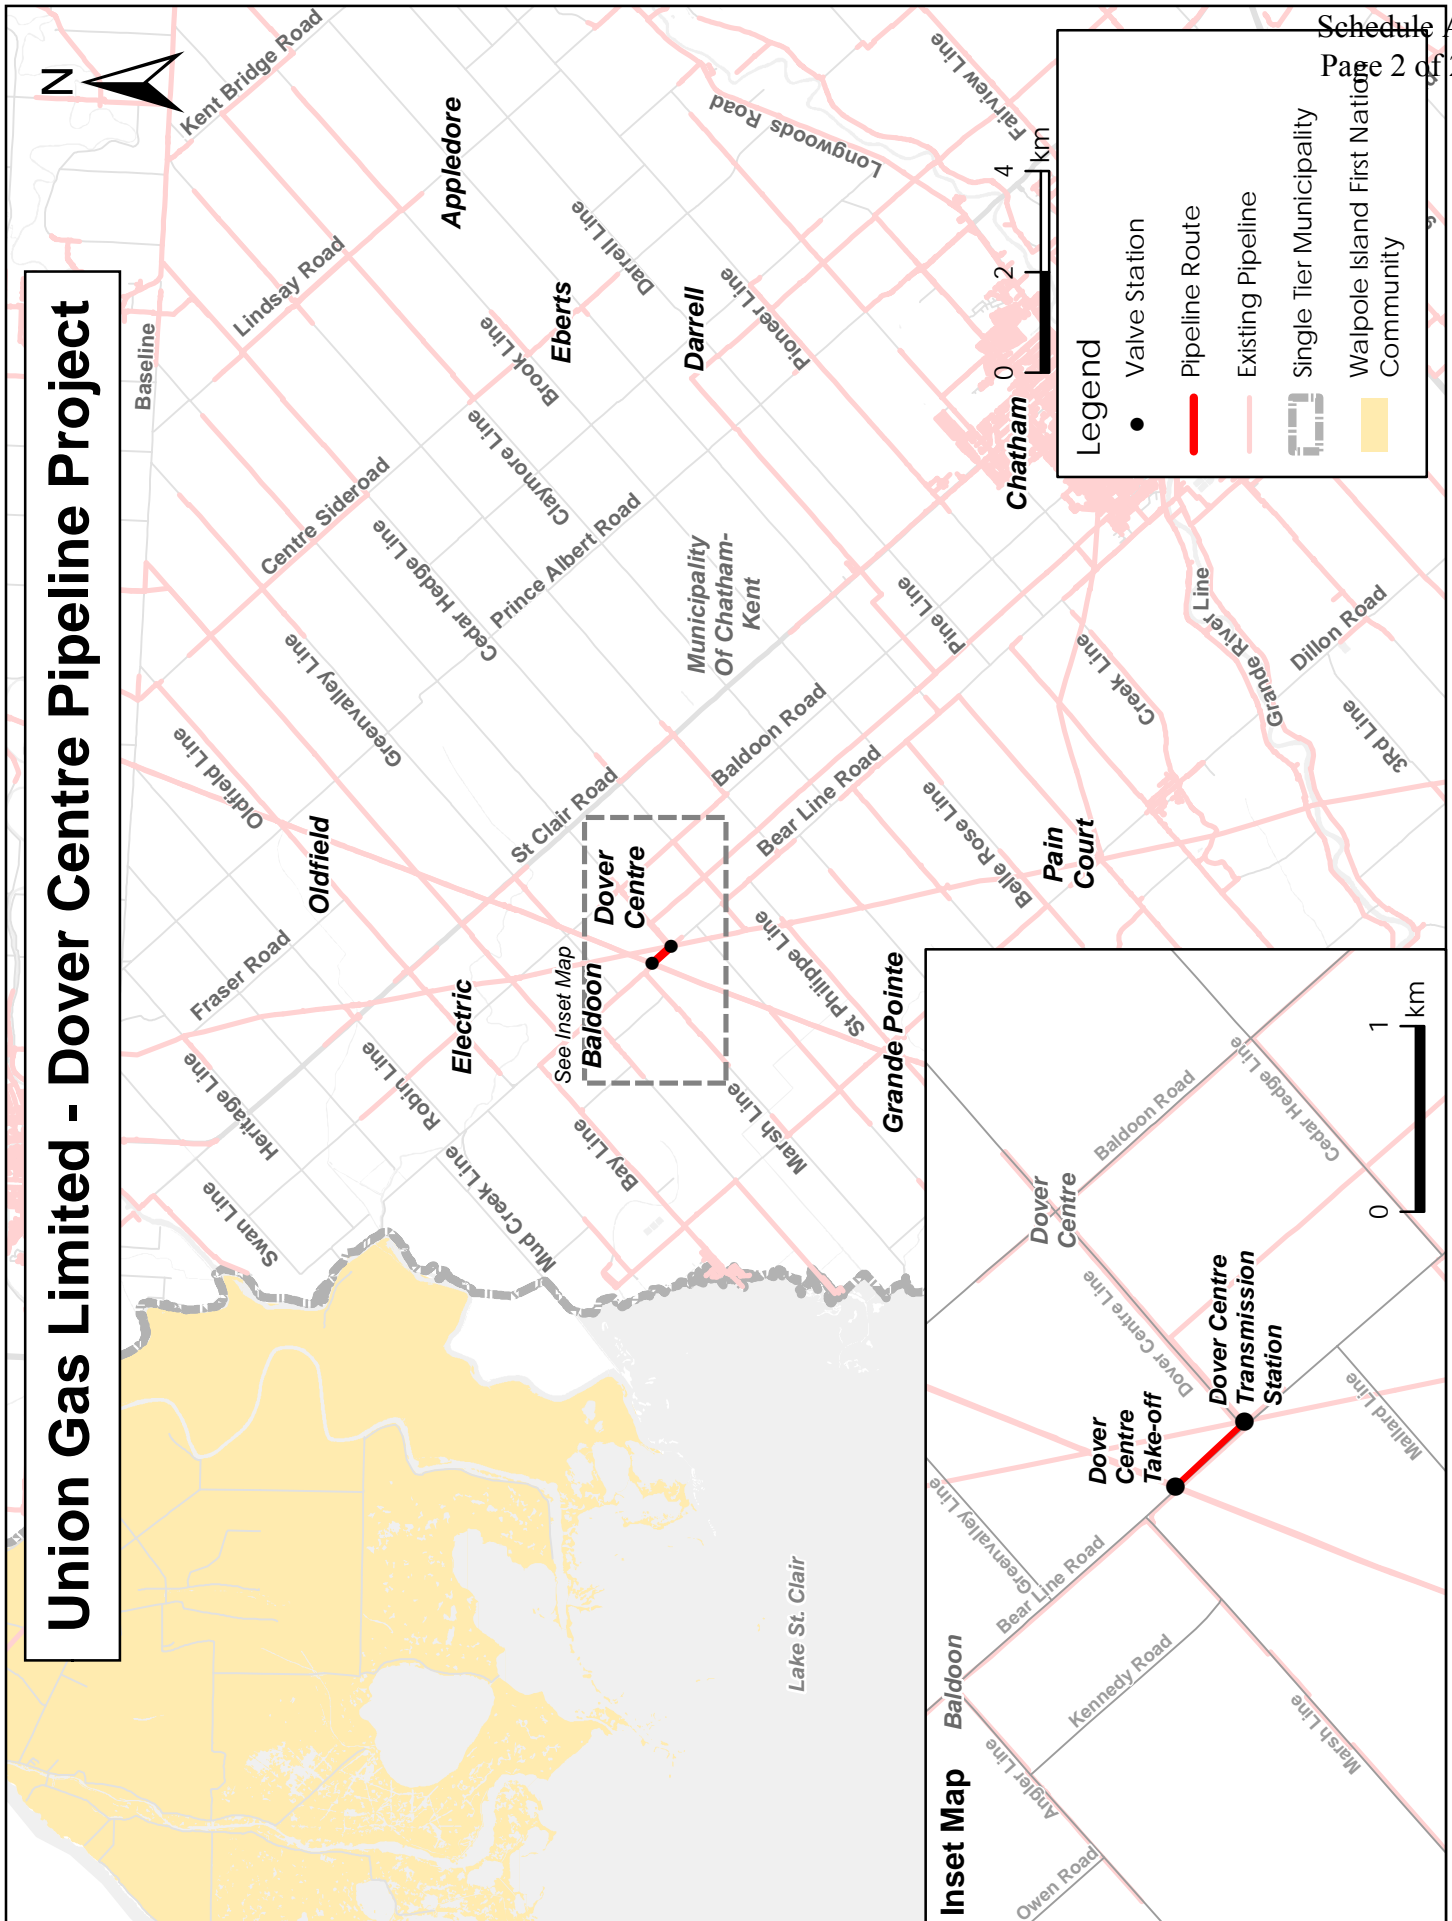 Schedule A
Page 2 of 2
Union Gas Limited - Dover Centre Pipeline Project
N
Kent Bridge Road
Baseline
Lindsay Road
Appledore
Longwoods Road
Fairview Line
Darrell Line
Eberts
Brook Line
Darrell
Pioneer Line
Centre Sideroad
Claymore Line
Cedar Hedge Line
Prince Albert Road
Municipality
Of Chatham-
Kent
Chatham
Pine Line
Greenvalley Line
Oldfield Line
Oldfield
St Clair Road
Baldoon Road
Bear Line Road
Creek Line
Grande River Line
Dillon Road
3Rd Line
Belle Rose Line
Pain
Court
Dover
Centre
Fraser Road
Electric
See Inset Map
Baldoon
St Philippe Line
Grande Pointe
Heritage Line
Robin Line
Swan Line
Mud Creek Line
Bay Line
Marsh Line
Lake St. Clair
0
2
4
km
Legend
Valve Station
Pipeline Route
Existing Pipeline
Single Tier Municipality
Walpole Island First Nation
Community
Inset Map
Baldoon
Owen Road
Angler Line
Kennedy Road
Bear Line Road
Greenvalley Line
Marsh Line
Mallard Line
Dover
Centre
Take-off
Dover Centre
Transmission
Station
Dover Centre Line
Dover
Centre
Baldoon Road
Cedar Hedge Line
0
1
km